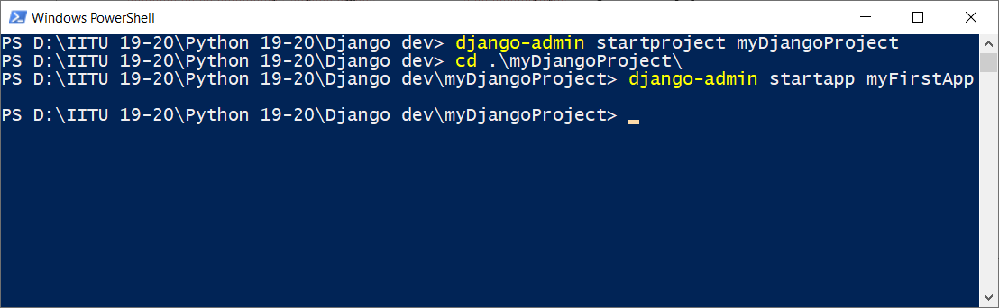 Windows PowerShell
PS D:\IITU 19-20\Python 19-20\Django dev> django-admin startproject myDjangoProject
PS D:\IITU 19-20\Python 19-20\Django dev> cd .\myDjangoProject\
PS D:\IITU 19-20\Python 19-20\Django dev\myDjangoProject> django-admin startapp myFirstApp
PS D:\IITU 19-20\Python 19-20\Django dev\myDjangoProject>